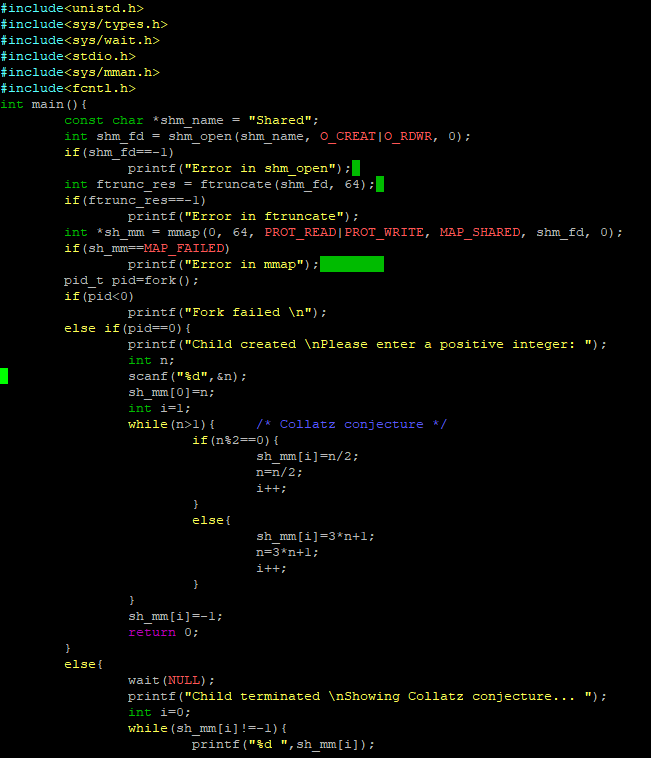 #include<unistd.h>
#include<sys/types.h>
#include<sys/wait.h>
#include<stdio.h>
#include<sys/mman.h>
#include<fcntl.h>
int main(){
        const char *shm_name = "Shared";
        int shm_fd = shm_open(shm_name, O_CREAT|O_RDWR, 0);
        if(shm_fd==-1)
                printf("Error in shm_open");
        int ftrunc_res = ftruncate(shm_fd, 64);
        if(ftrunc_res==-1)
                printf("Error in ftruncate");
        int *sh_mm = mmap(0, 64, PROT_READ|PROT_WRITE, MAP_SHARED, shm_fd, 0);
        if(sh_mm==MAP_FAILED)
                printf("Error in mmap");
        pid_t pid=fork();
        if(pid<0)
                printf("Fork failed \n");
        else if(pid==0){
                printf("Child created \nPlease enter a positive integer: ");
                int n;
                scanf("%d",&n);
                sh_mm[0]=n;
                int i=1;
                while(n>1){     /* Collatz conjecture */
                        if(n%2==0){
                                sh_mm[i]=n/2;
                                n=n/2;
                                i++;
                        }
                        else{
                                sh_mm[i]=3*n+1;
                                n=3*n+1;
                                i++;
                        }
                }
                sh_mm[i]=-1;
                return 0;
        }
        else{
                wait(NULL);
                printf("Child terminated \nShowing Collatz conjecture... ");
                int i=0;
                while(sh_mm[i]!=-1){
                        printf("%d ",sh_mm[i]);